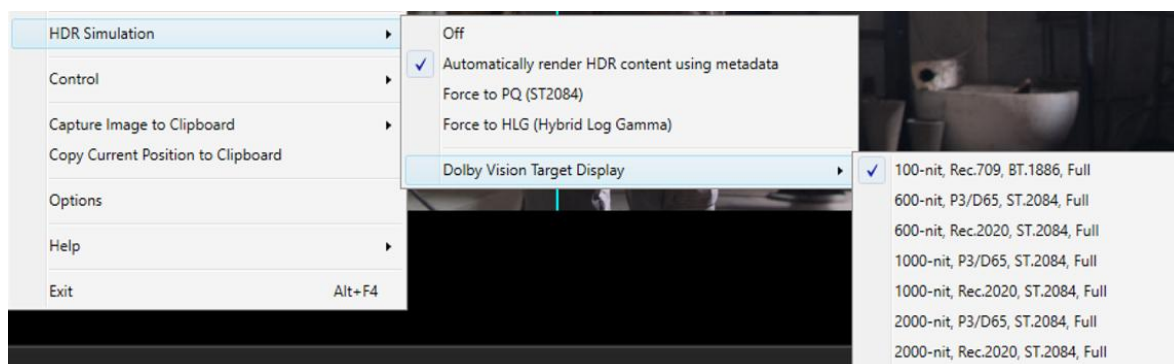 HDR Simulation
Control
Capture Image to Clipboard
Copy Current Position to Clipboard
Options
Help
Exit Alt+F4
Off
Automatically render HDR content using metadata
Force to PQ (ST2084)
Force to HLG (Hybrid Log Gamma)
Dolby Vision Target Display
100-nit, Rec.709, BT.1886, Full
600-nit, P3/D65, ST.2084, Full
600-nit, Rec.2020, ST.2084, Full
1000-nit, P3/D65, ST.2084, Full
1000-nit, Rec.2020, ST.2084, Full
2000-nit, P3/D65, ST.2084, Full
2000-nit, Rec.2020, ST.2084, Full